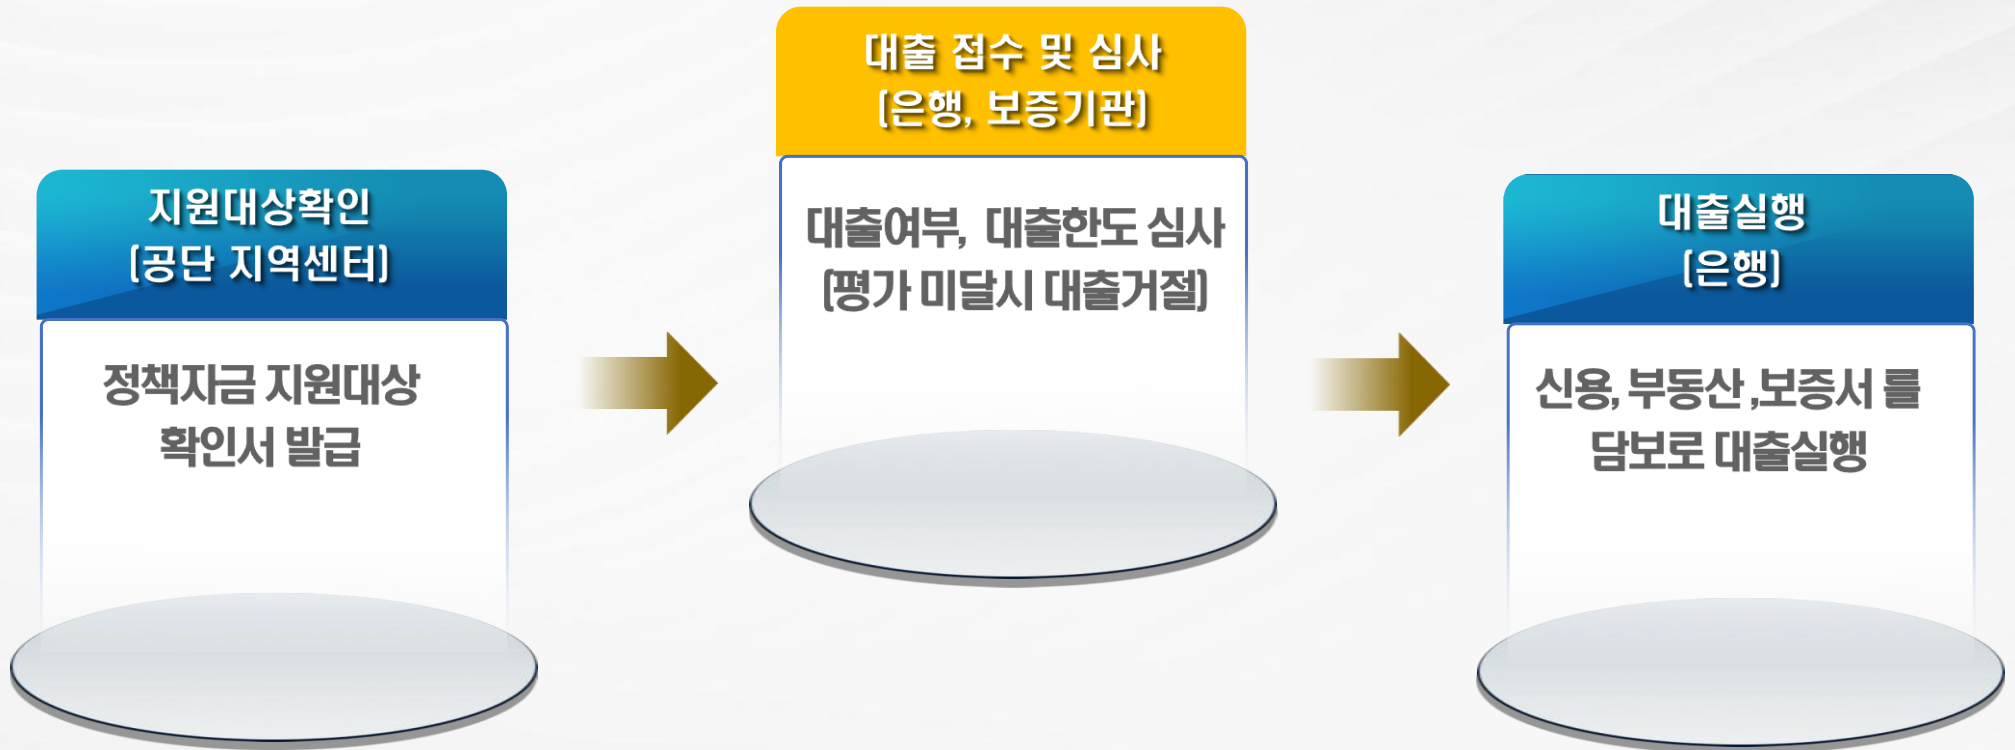 지원대상확인
(공단 지역센터)
정책자금 지원대상
확인서 발급
대출 접수 및 심사
(은행, 보증기관)
대출여부, 대출한도 심사
(평가 미달시 대출거절)
대출실행
(은행)
신용, 부동산 ,보증서 를
담보로 대출실행